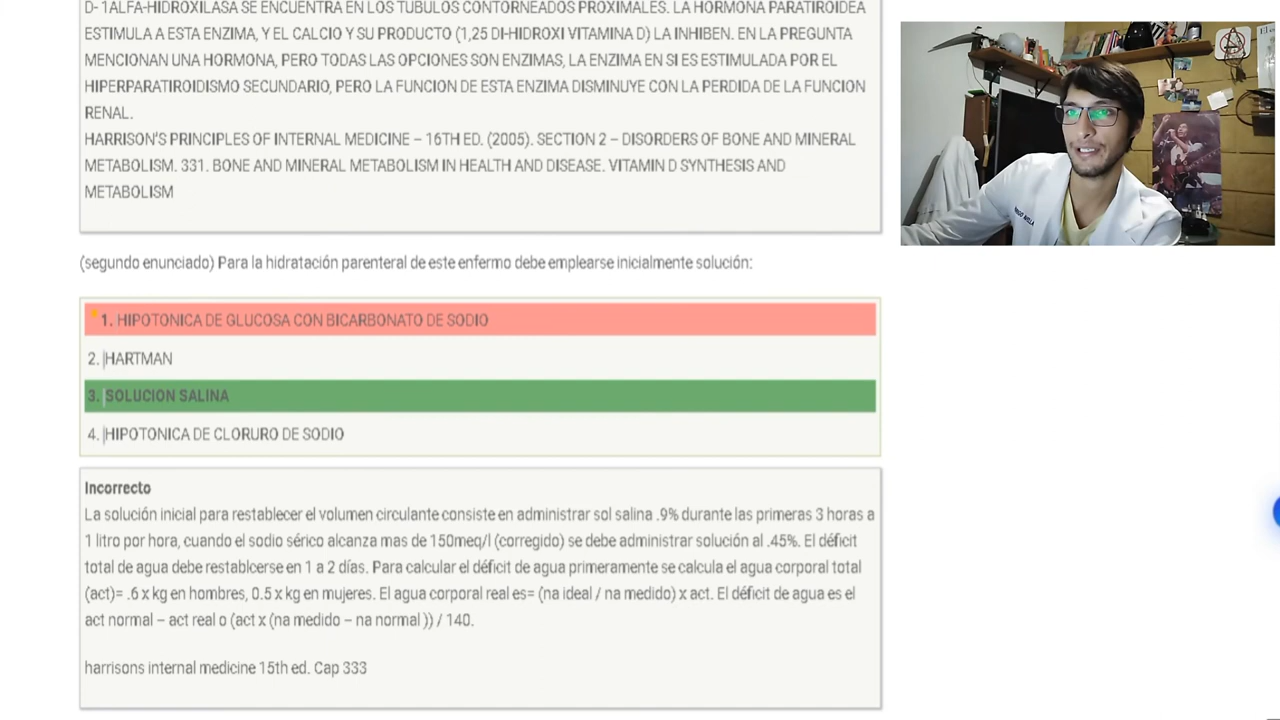 D- 1ALFA-HIDROXILASA SE ENCUENTRA EN LOS TUBULOS CONTORNEADOS PROXIMALES. LA HORMONA PARATIROIDEA
ESTIMULA A ESTA ENZIMA, Y EL CALCIO Y SU PRODUCTO (1,25 DI-HIDROXI VITAMINA D) LA INHIBEN. EN LA PREGUNTA
MENCIONAN UNA HORMONA, PERO TODAS LAS OPCIONES SON ENZIMAS, LA ENZIMA EN SI ES ESTIMULADA POR EL
HIPERPARATIROIDISMO SECUNDARIO, PERO LA FUNCION DE ESTA ENZIMA DISMINUYE CON LA PERDIDA DE LA FUNCION
RENAL.
HARRISON'S PRINCIPLES OF INTERNAL MEDICINE – 16TH ED. (2005). SECTION 2 – DISORDERS OF BONE AND MINERAL
METABOLISM. 331. BONE AND MINERAL METABOLISM IN HEALTH AND DISEASE. VITAMIN D SYNTHESIS AND
METABOLISM
(segundo enunciado) Para la hidratación parenteral de este enfermo debe emplearse inicialmente solución:
1. HIPOTONICA DE GLUCOSA CON BICARBONATO DE SODIO
2. HARTMAN
3. SOLUCION SALINA
4. HIPOTONICA DE CLORURO DE SODIO
Incorrecto
La solución inicial para restablecer el volumen circulante consiste en administrar sol salina .9% durante las primeras 3 horas a
1 litro por hora, cuando el sodio sérico alcanza mas de 150meq/l (corregido) se debe administrar solución al .45%. El déficit
total de agua debe restablcerse en 1 a 2 días. Para calcular el déficit de agua primeramente se calcula el agua corporal total
(act)= .6 x kg en hombres, 0.5 x kg en mujeres. El agua corporal real es= (na ideal / na medido) x act. El déficit de agua es el
act normal – act real o (act x (na medido – na normal )) / 140.
harrisons internal medicine 15th ed. Cap 333